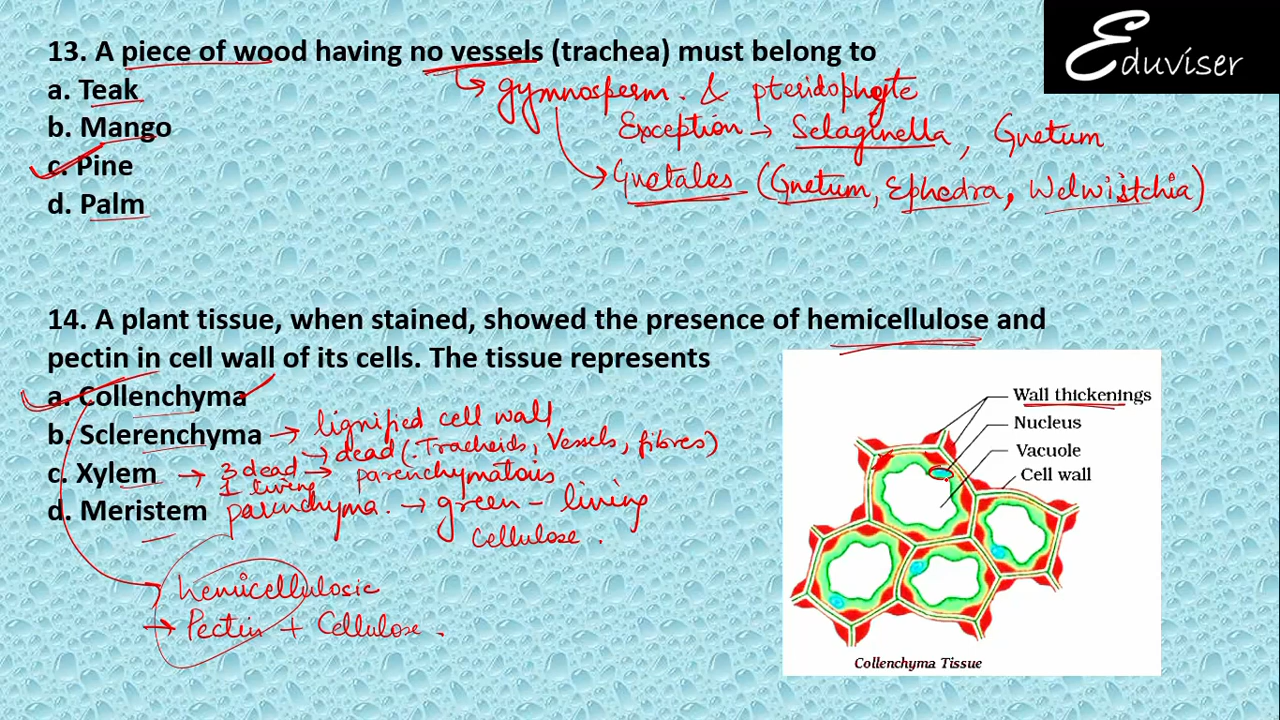 Eduviser
13. A piece of wood having no vessels (trachea) must belong to
a. Teak
b. Mango
c. Pine
d. Palm
→ gymnosperm. & pteridophyte
Exception → Selaginella, Gnetum
→ Gnetales (Gnetum, Ephedra, Welwistchia)
14. A plant tissue, when stained, showed the presence of hemicellulose and
pectin in cell wall of its cells. The tissue represents
a. Collenchyma
b. Sclerenchyma → lignified cell wall
→ dead (Tracheids, Vessels, fibres)
c. Xylem → 3 dead → parenchymatous
1 living
d. Meristem parenchyma. → green - living
Cellulose.
hemicellulosic
→ Pectin + Cellulose.
Wall thickenings
Nucleus
Vacuole
Cell wall
Collenchyma Tissue